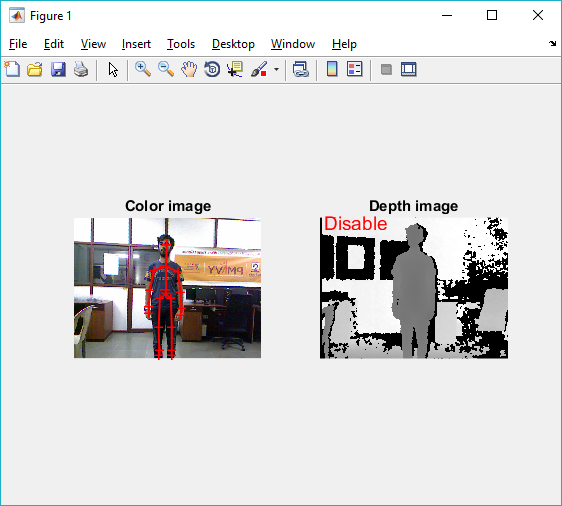 Figure 1
File Edit View Insert Tools Desktop Window Help
Color image
Depth image
Disable